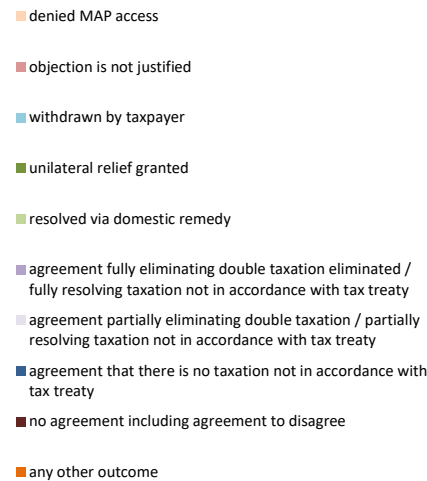 denied MAP access
objection is not justified
withdrawn by taxpayer
unilateral relief granted
resolved via domestic remedy
agreement fully eliminating double taxation eliminated /
fully resolving taxation not in accordance with tax treaty
agreement partially eliminating double taxation / partially
resolving taxation not in accordance with tax treaty
agreement that there is no taxation not in accordance with
tax treaty
no agreement including agreement to disagree
any other outcome